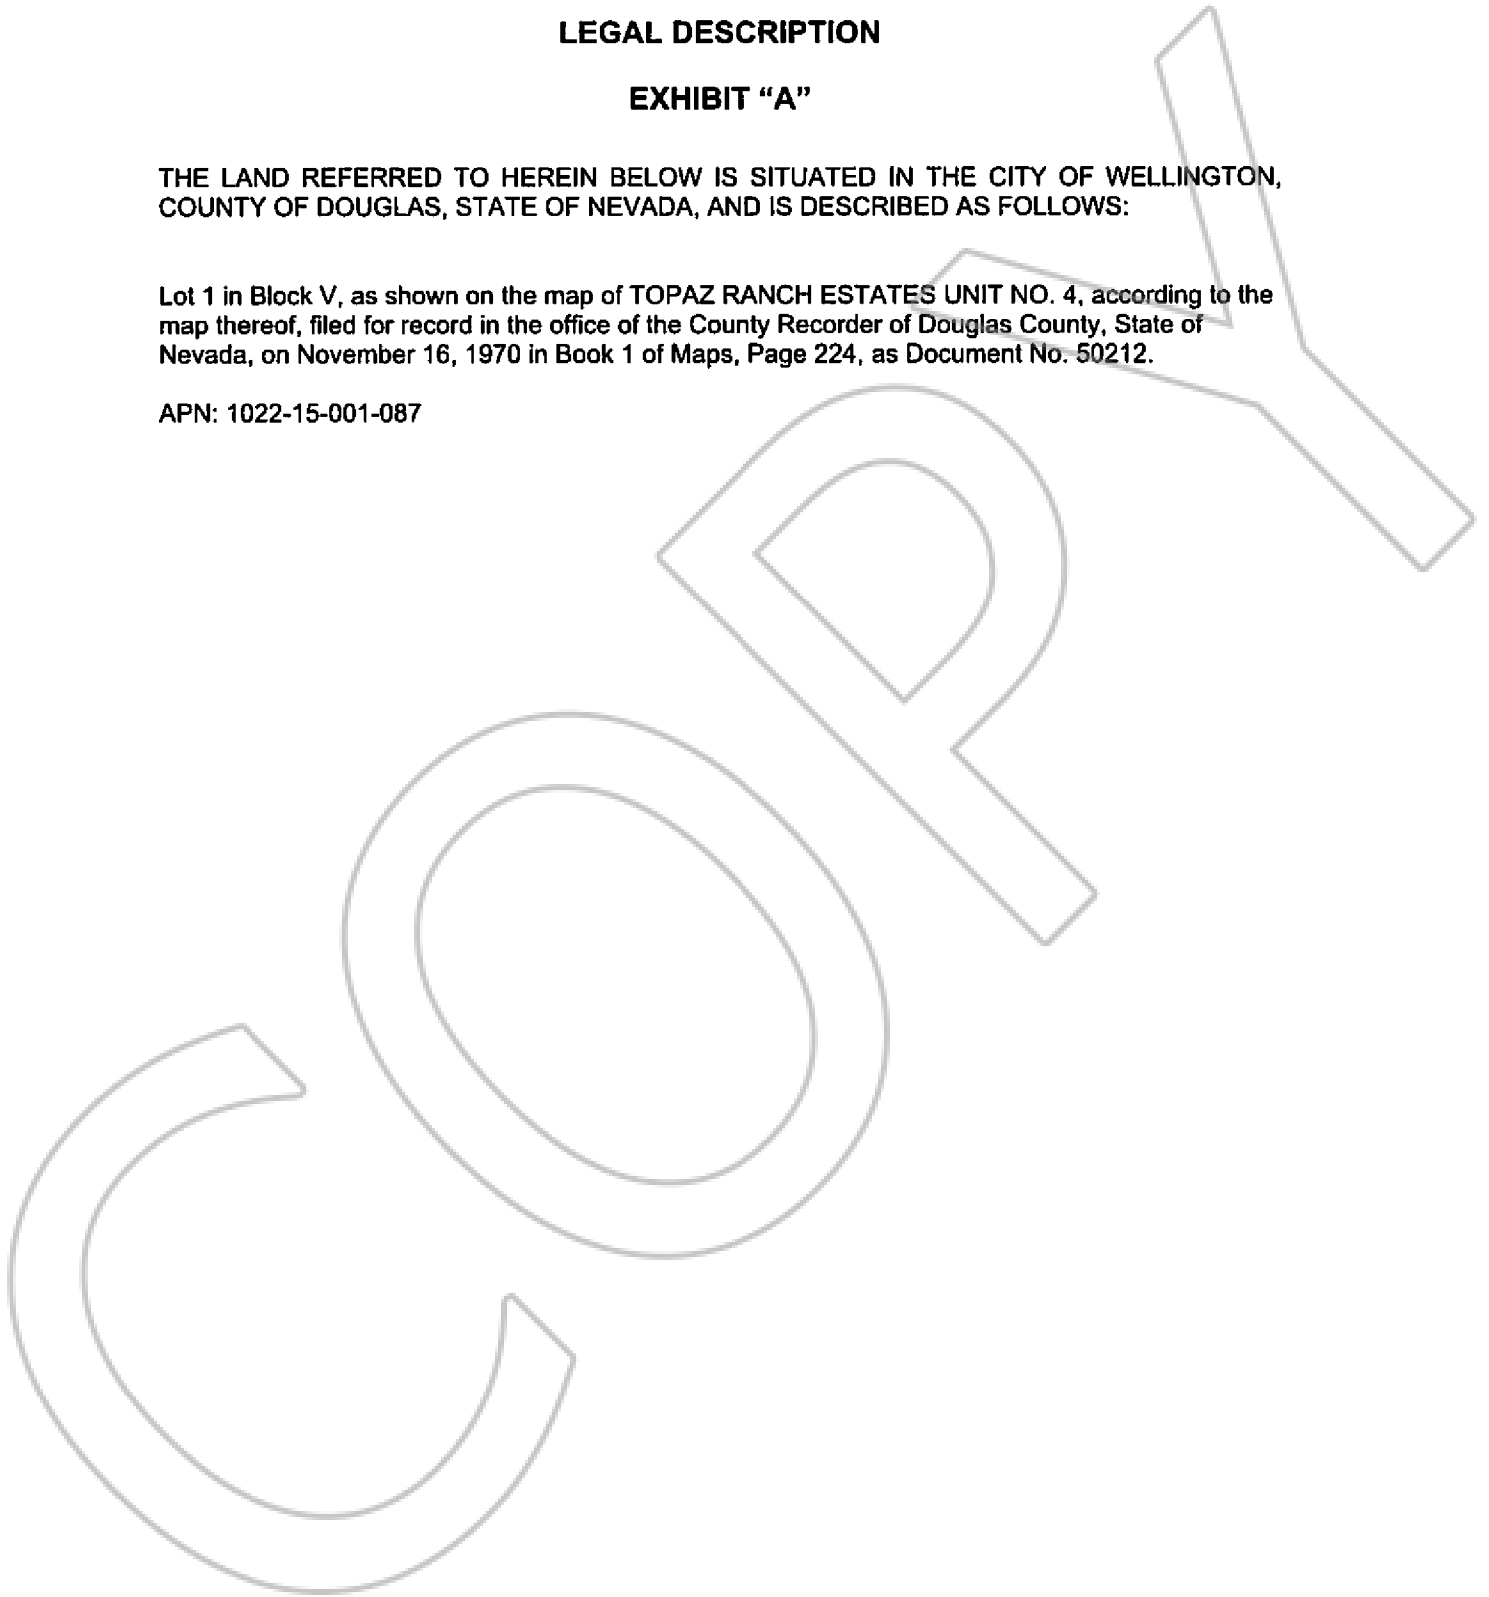 LEGAL DESCRIPTION
EXHIBIT “A”
THE LAND REFERRED TO HEREIN BELOW IS SITUATED IN THE CITY OF WELLINGTON,
COUNTY OF DOUGLAS, STATE OF NEVADA, AND IS DESCRIBED AS FOLLOWS:
Lot 1 in Block V, as shown on the map of TOPAZ RANCH ESTATES UNIT NO. 4, according to the
map thereof, filed for record in the office of the County Recorder of Douglas County, State of
Nevada, on November 16, 1970 in Book 1 of Maps, Page 224, as Document No. 50212.
APN: 1022-15-001-087
COPY